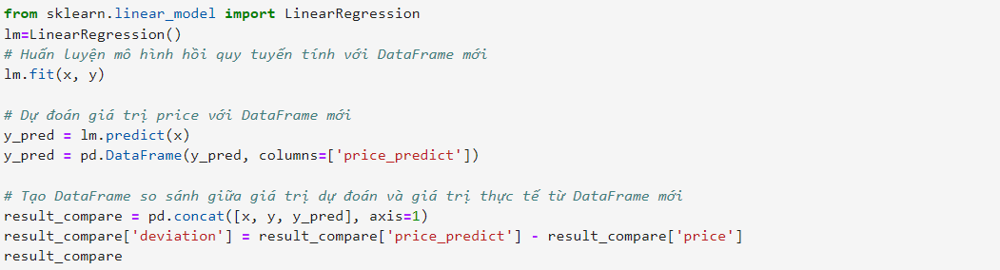 from sklearn.linear_model import LinearRegression
lm=LinearRegression()
# Huấn luyện mô hình hồi quy tuyến tính với DataFrame mới
lm.fit(x, y)

# Dự đoán giá trị price với DataFrame mới
y_pred = lm.predict(x)
y_pred = pd.DataFrame(y_pred, columns=['price_predict'])

# Tạo DataFrame so sánh giữa giá trị dự đoán và giá trị thực tế từ DataFrame mới
result_compare = pd.concat([x, y, y_pred], axis=1)
result_compare['deviation'] = result_compare['price_predict'] - result_compare['price']
result_compare